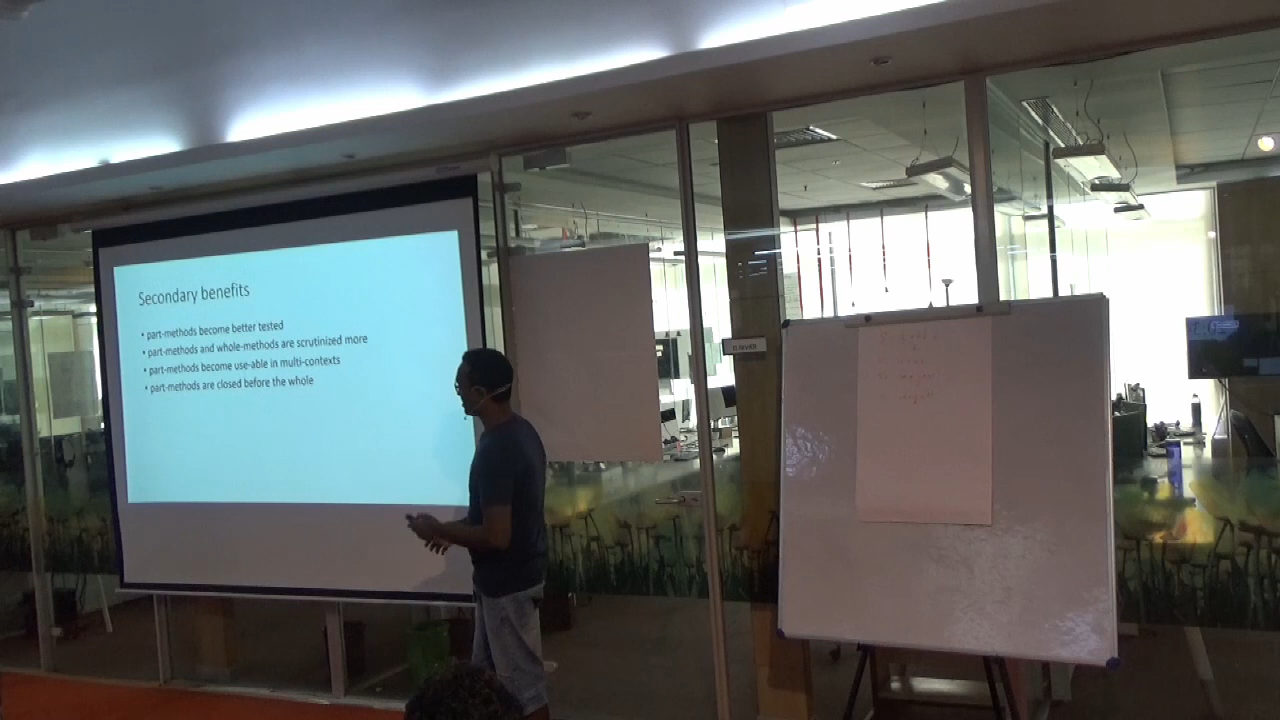 Secondary benefits
• part-methods become better tested
• part-methods and whole-methods are scrutinized more
• part-methods become use-able in multi-contexts
• part-methods are closed before the whole